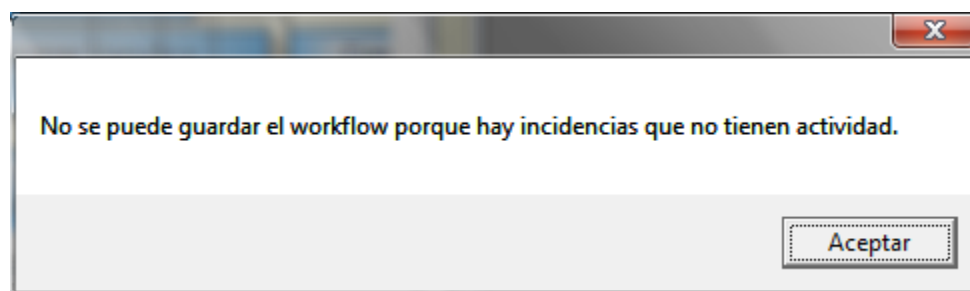 No se puede guardar el workflow porque hay incidencias que no tienen actividad.
Aceptar